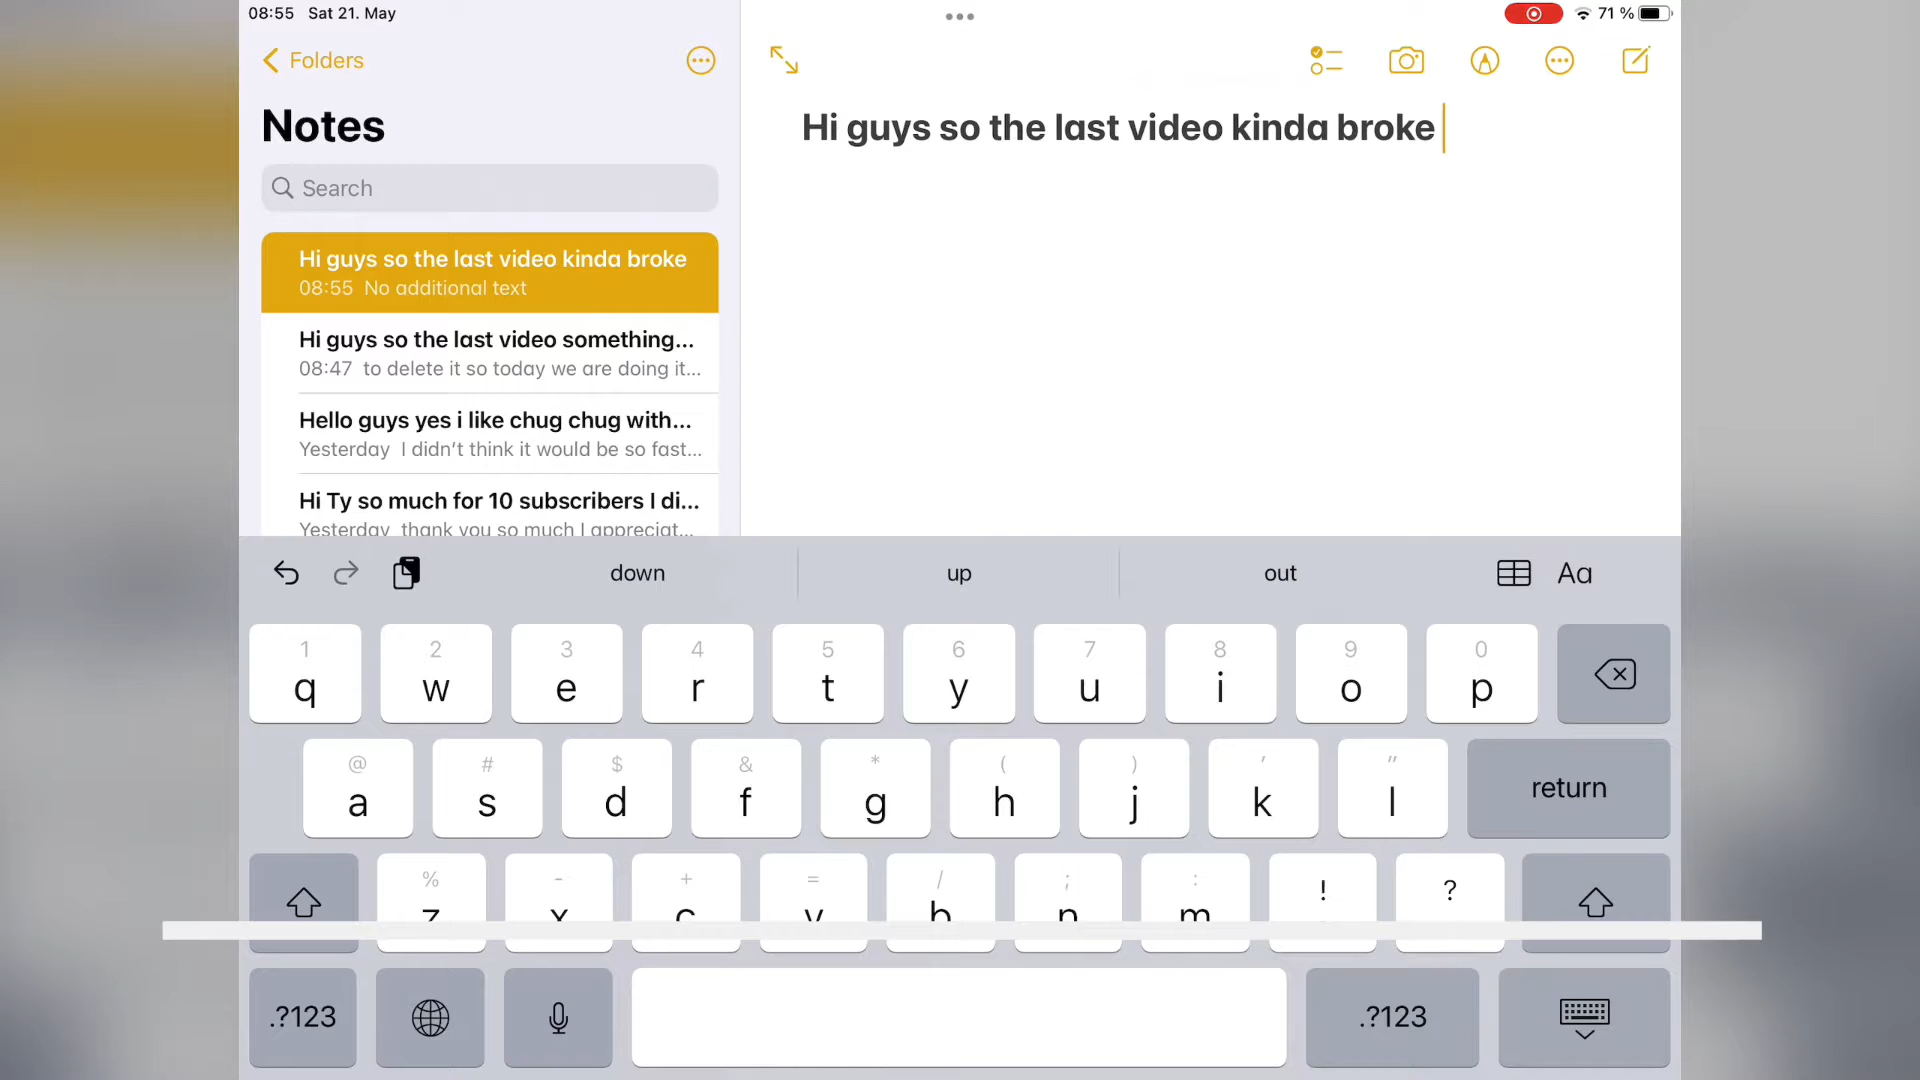 08:55 Sat 21. May
71 %
Folders
Notes
Search
Hi guys so the last video kinda broke
08:55 No additional text
Hi guys so the last video something...
08:47 to delete it so today we are doing it...
Hello guys yes i like chug chug with...
Yesterday I didn't think it would be so fast...
Hi Ty so much for 10 subscribers I di...
Yesterday thank you so much I appreciat...
Hi guys so the last video kinda broke
down up out
Aa
1 2 3 4 5 6 7 8 9 0
q w e r t y u i o p
@ # $ & * ( ) ' "
a s d f g h j k l
return
% - + = / ; :
z x c v b n m ! ?
.?123 .?123